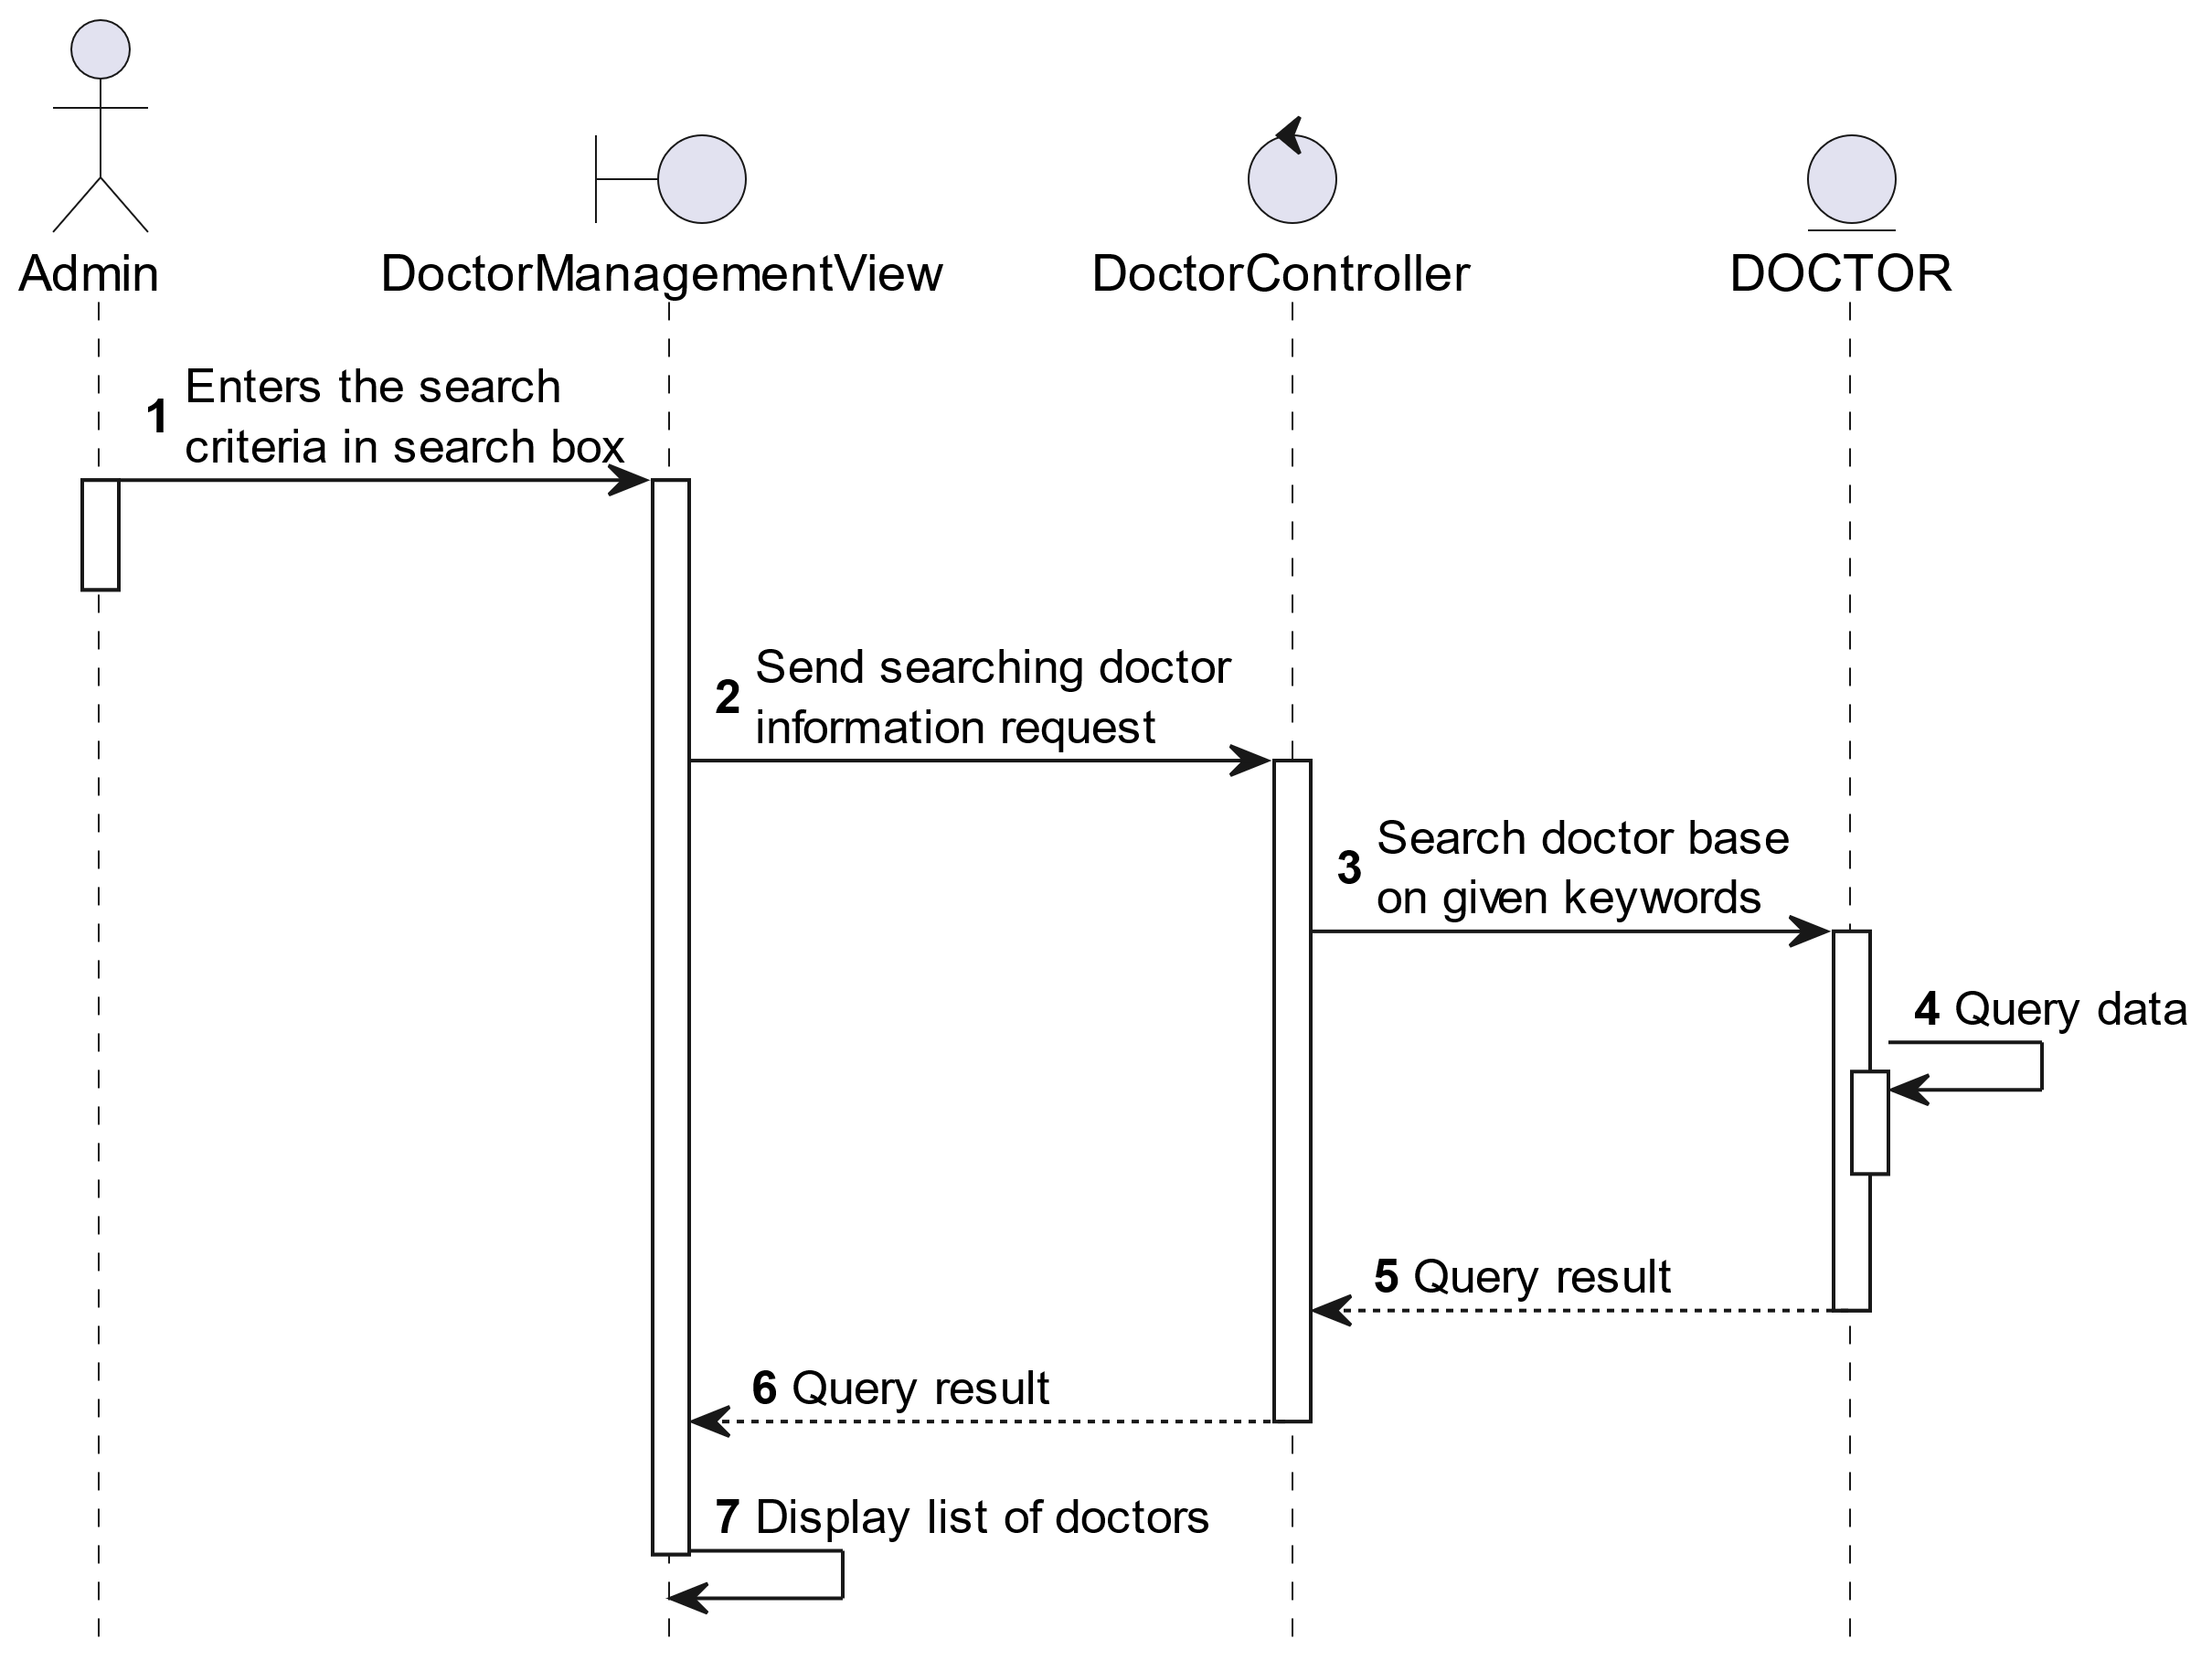 Admin
DoctorManagementView
DoctorController
DOCTOR
1 Enters the search
criteria in search box
2 Send searching doctor
information request
3 Search doctor base
on given keywords
4 Query data
5 Query result
6 Query result
7 Display list of doctors